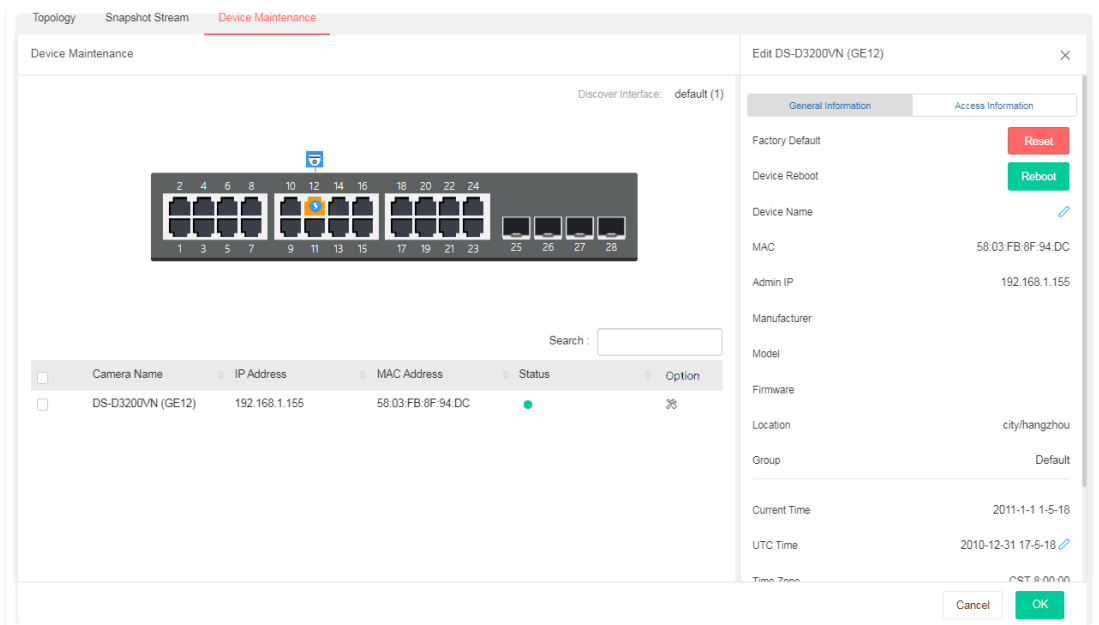 Topology Snapshot Stream Device Maintenance
Device Maintenance
Discover Interface: default (1)
2 4 6 8 10 12 14 16 18 20 22 24
1 3 5 7 9 11 13 15 17 19 21 23 25 26 27 28
Search :
Camera Name IP Address MAC Address Status Option
DS-D3200VN (GE12) 192.168.1.155 58:03:FB:8F:94:DC
Edit DS-D3200VN (GE12)
General Information Access Information
Factory Default Reset
Device Reboot Reboot
Device Name
MAC 58:03:FB:8F:94:DC
Admin IP 192.168.1.155
Manufacturer
Model
Firmware
Location city/hangzhou
Group Default
Current Time 2011-1-1 1-5-18
UTC Time 2010-12-31 17-5-18
Time Zone CST 8:00:00
Cancel OK